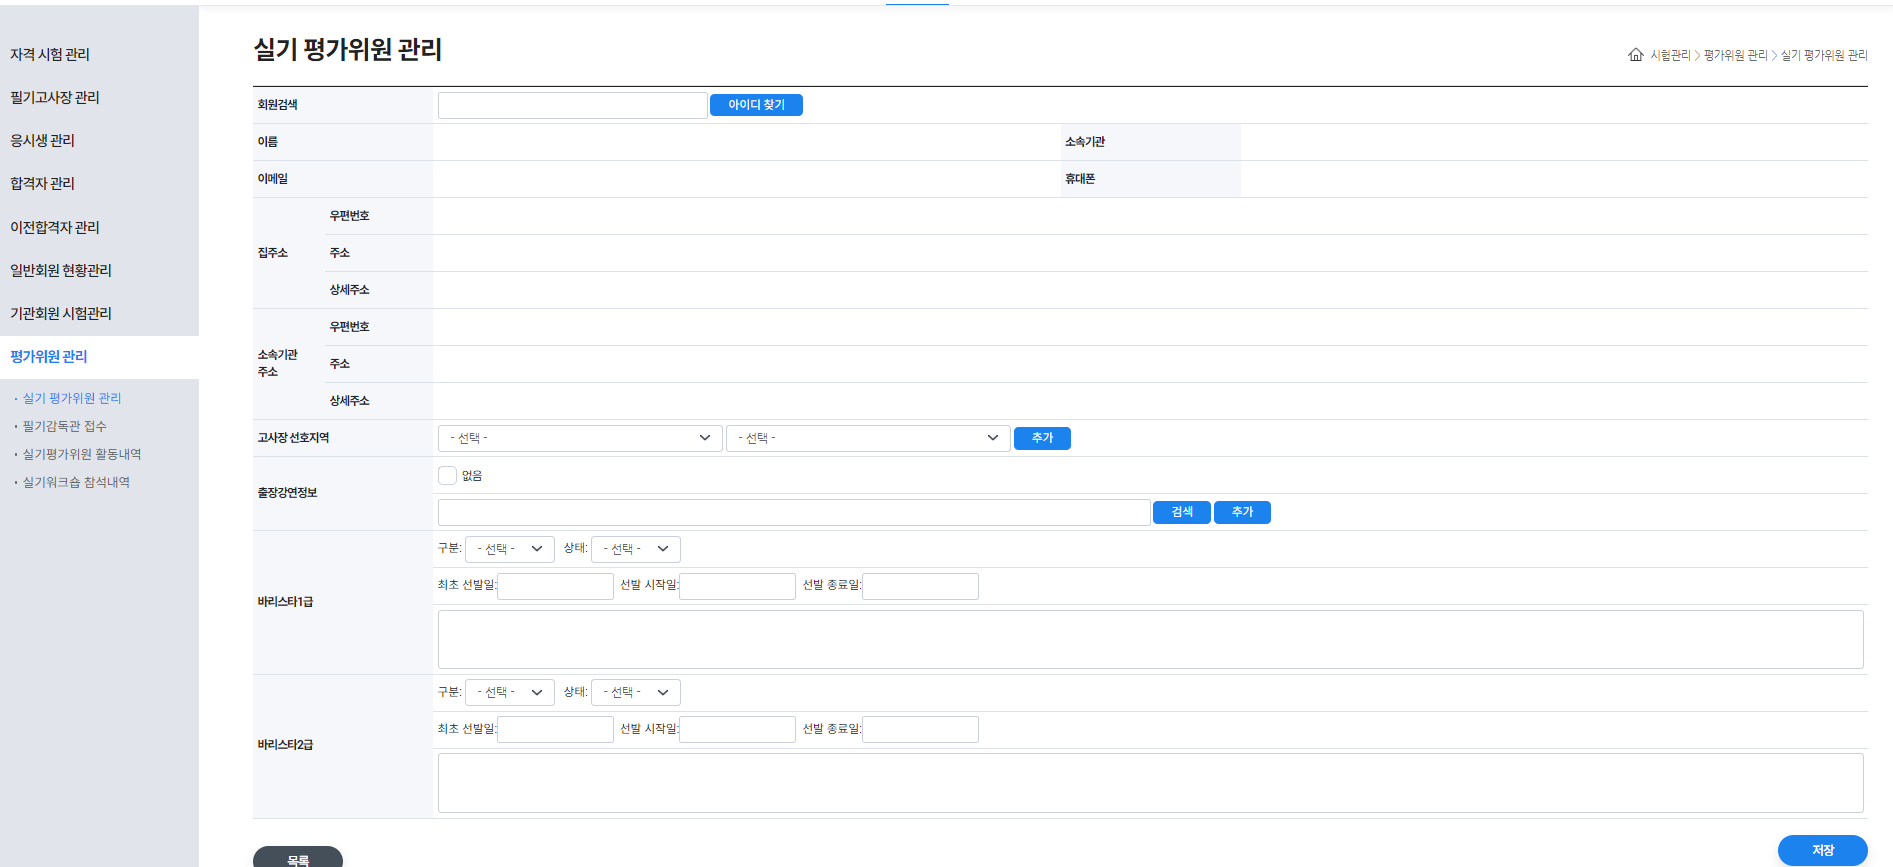 자격 시험 관리
필기고사장 관리
응시생 관리
합격자 관리
이전합격자 관리
일반회원 현황관리
기관회원 시험관리
평가위원 관리
· 실기 평가위원 관리
· 필기감독관 접수
· 실기평가위원 활동내역
· 실기워크숍 참석내역
실기 평가위원 관리
시험관리 > 평가위원 관리 > 실기 평가위원 관리
회원검색 아이디 찾기
이름 소속기관
이메일 휴대폰
집주소
우편번호
주소
상세주소
소속기관
주소
우편번호
주소
상세주소
고사장 선호지역 - 선택 - - 선택 - 추가
출장강연정보
없음
검색 추가
바리스타1급
구분: - 선택 - 상태: - 선택 -
최초 선발일: 선발 시작일: 선발 종료일:
바리스타2급
구분: - 선택 - 상태: - 선택 -
최초 선발일: 선발 시작일: 선발 종료일:
목록 저장